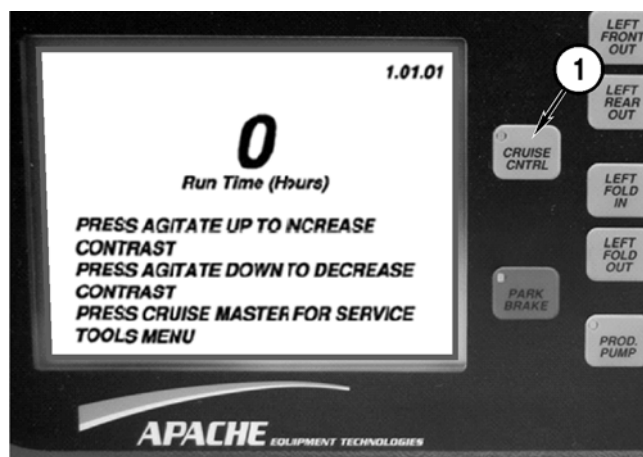 1.01.01
0
Run Time (Hours)
PRESS AGITATE UP TO INCREASE
CONTRAST
PRESS AGITATE DOWN TO DECREASE
CONTRAST
PRESS CRUISE MASTER FOR SERVICE
TOOLS MENU
1
CRUISE
CNTRL
PARK
BRAKE
LEFT
FRONT
OUT
LEFT
REAR
OUT
LEFT
FOLD
IN
LEFT
FOLD
OUT
PROD.
PUMP
APACHE EQUIPMENT TECHNOLOGIES